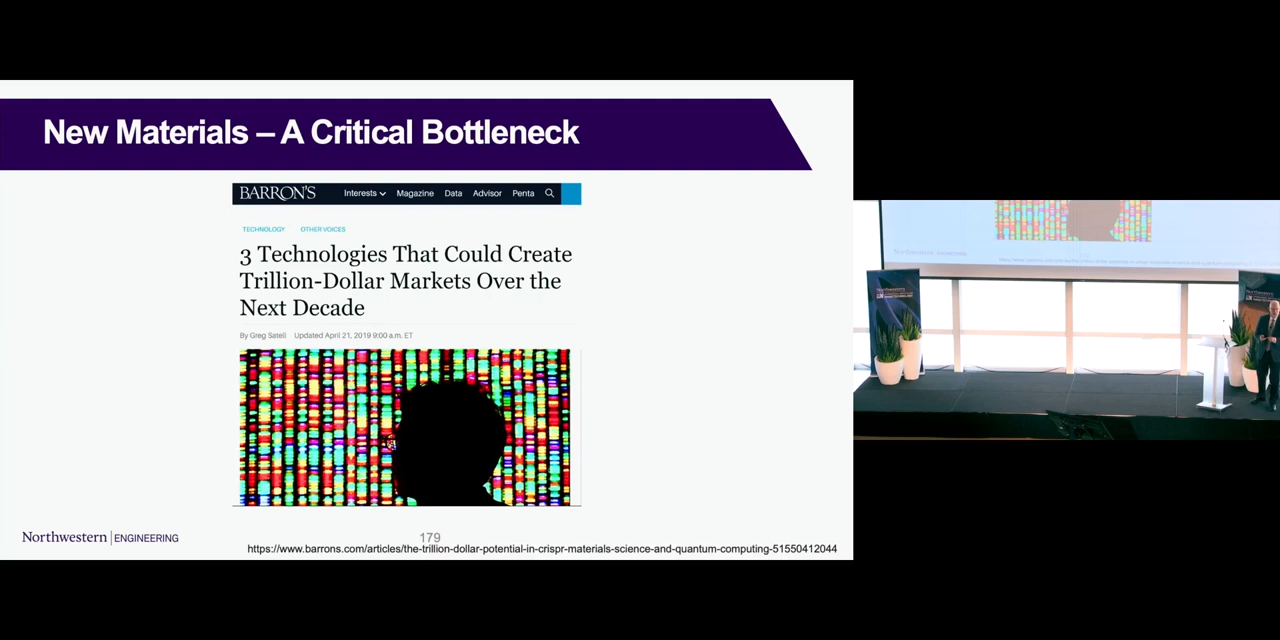 New Materials – A Critical Bottleneck
BARRON'S Interests Magazine Data Advisor Penta
TECHNOLOGY OTHER VOICES
3 Technologies That Could Create
Trillion-Dollar Markets Over the
Next Decade
By Greg Satell Updated April 21, 2019 9:00 a.m. ET
Northwestern | ENGINEERING
179
https://www.barrons.com/articles/the-trillion-dollar-potential-in-crispr-materials-science-and-quantum-computing-51550412044
Northwestern